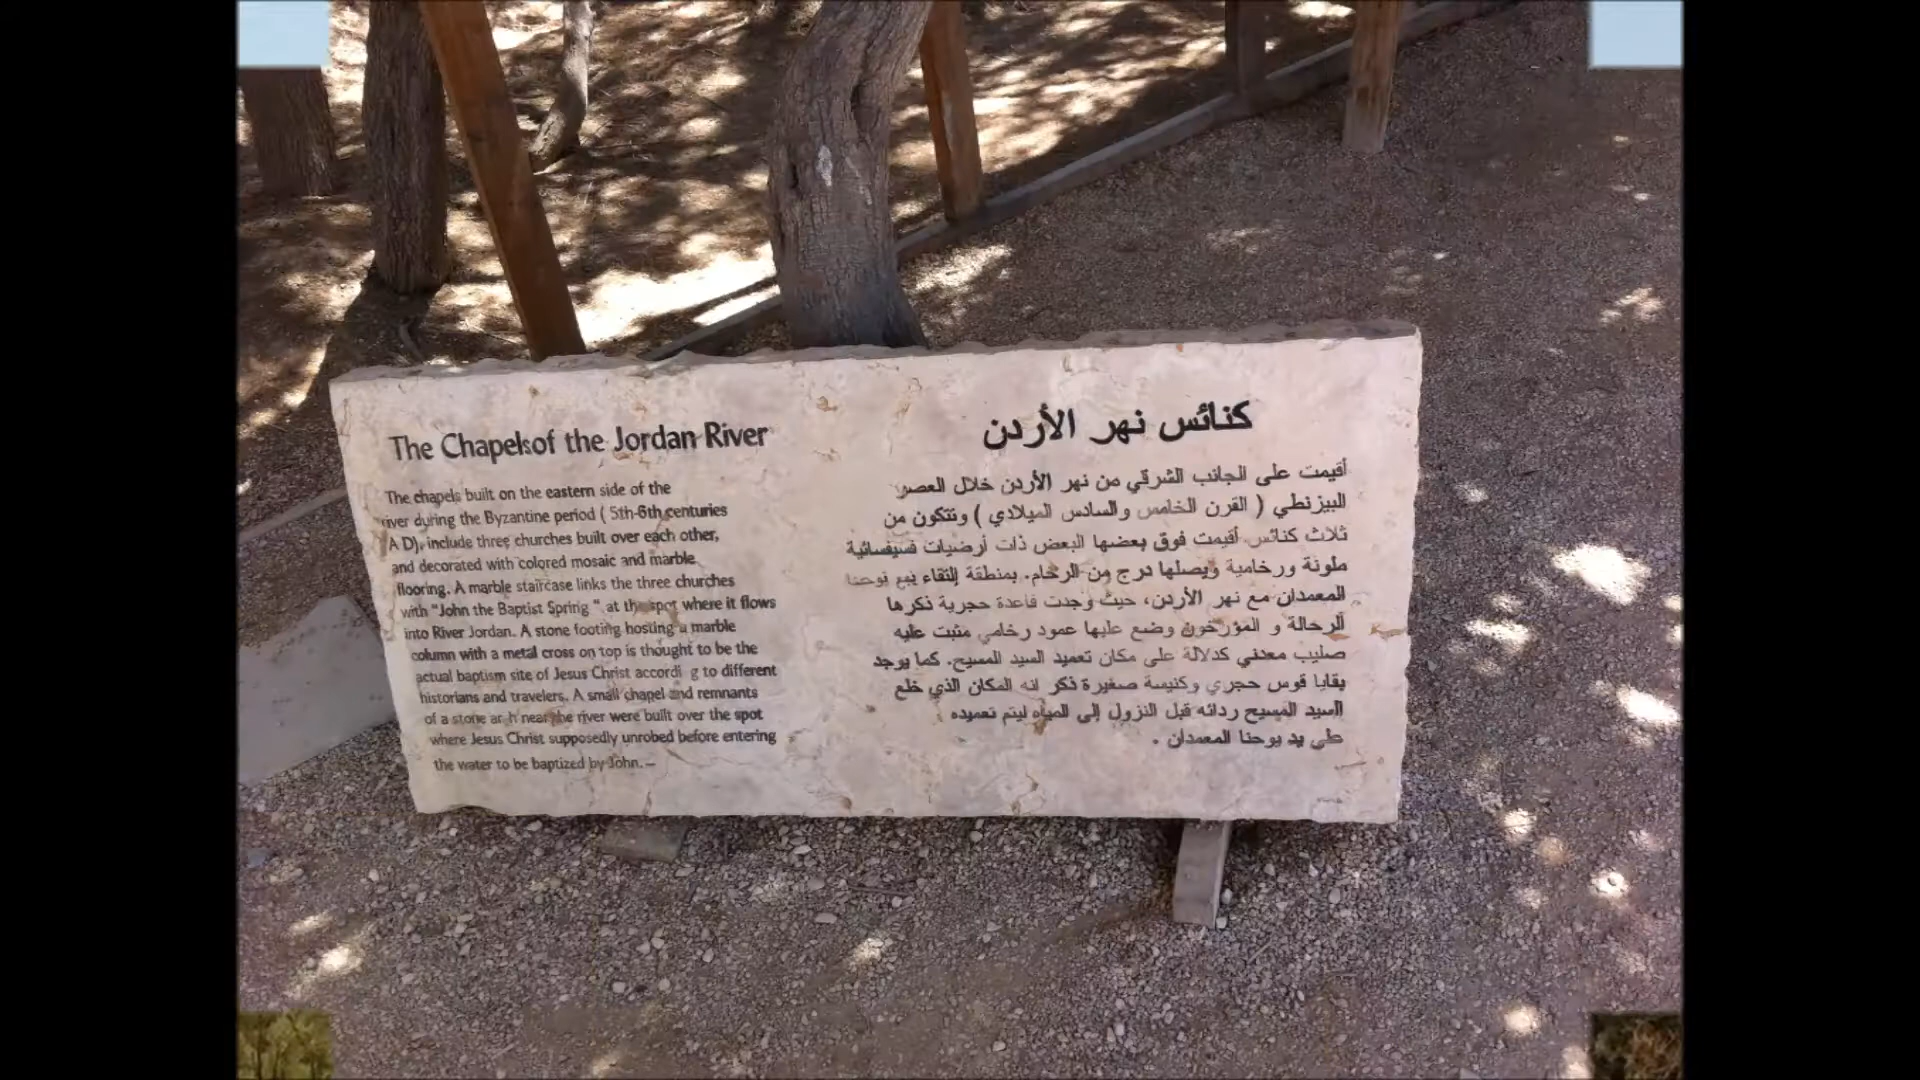 The Chapelsof the Jordan River
The chapels built on the eastern side of the
river during the Byzantine period ( 5th-6th centuries
A D), include three churches built over each other,
and decorated with colored mosaic and marble
flooring. A marble staircase links the three churches
with "John the Baptist Spring " at the spot where it flows
into River Jordan. A stone footing hosting a marble
column with a metal cross on top is thought to be the
actual baptism site of Jesus Christ accordi g to different
historians and travelers. A small chapel and remnants
of a stone ar h near the river were built over the spot
where Jesus Christ supposedly unrobed before entering
the water to be baptized by John.
كنائس نهر الأردن
أقيمت على الجانب الشرقي من نهر الأردن خلال العصر
البيزنطي ( القرن الخامس والسادس الميلادي ) وتتكون من
ثلاث كنائس أقيمت فوق بعضها البعض ذات أرضيات فسيفسائية
ملونة ورخامية ويصلها درج من الرخام. بمنطقة إلتقاء نبع يوحنا
المعمدان مع نهر الأردن، حيث وجدت قاعدة حجرية ذكرها
الرحالة و المؤرخون وضع عليها عمود رخامي مثبت عليه
صليب معدني كدلالة على مكان تعميد السيد المسيح. كما يوجد
بقايا قوس حجري وكنيسة صغيرة ذكر انه المكان الذي خلع
السيد المسيح ردائه قبل النزول إلى المياه ليتم تعميده
على يد يوحنا المعمدان .